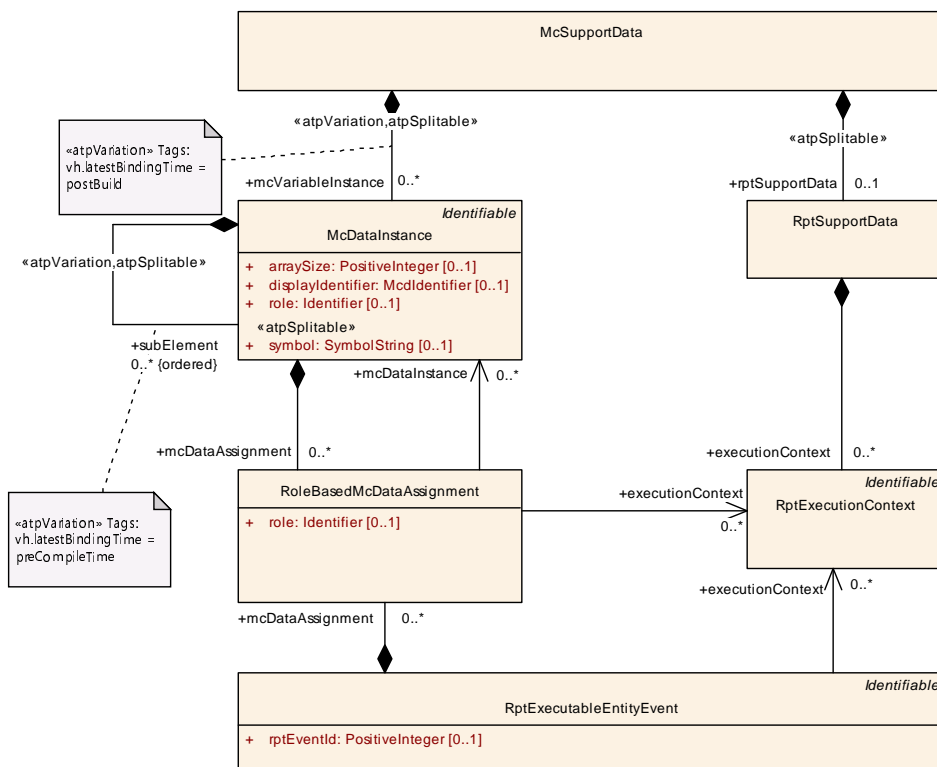 McSupportData
«atpVariation,atpSplitable»
«atpSplitable»
«atpVariation» Tags:
vh.latestBindingTime =
postBuild
+mcVariableInstance 0..*
+rptSupportData 0..1
Identifiable
McDataInstance
+ arraySize: PositiveInteger [0..1]
+ displayIdentifier: McdIdentifier [0..1]
+ role: Identifier [0..1]
«atpSplitable»
+ symbol: SymbolString [0..1]
RptSupportData
«atpVariation,atpSplitable»
+subElement
0..* {ordered}
+mcDataInstance 0..*
+mcDataAssignment 0..*
+executionContext 0..*
RoleBasedMcDataAssignment
+ role: Identifier [0..1]
+executionContext
0..*
Identifiable
RptExecutionContext
«atpVariation» Tags:
vh.latestBindingTime =
preCompileTime
+executionContext 0..*
+mcDataAssignment 0..*
Identifiable
RptExecutableEntityEvent
+ rptEventId: PositiveInteger [0..1]